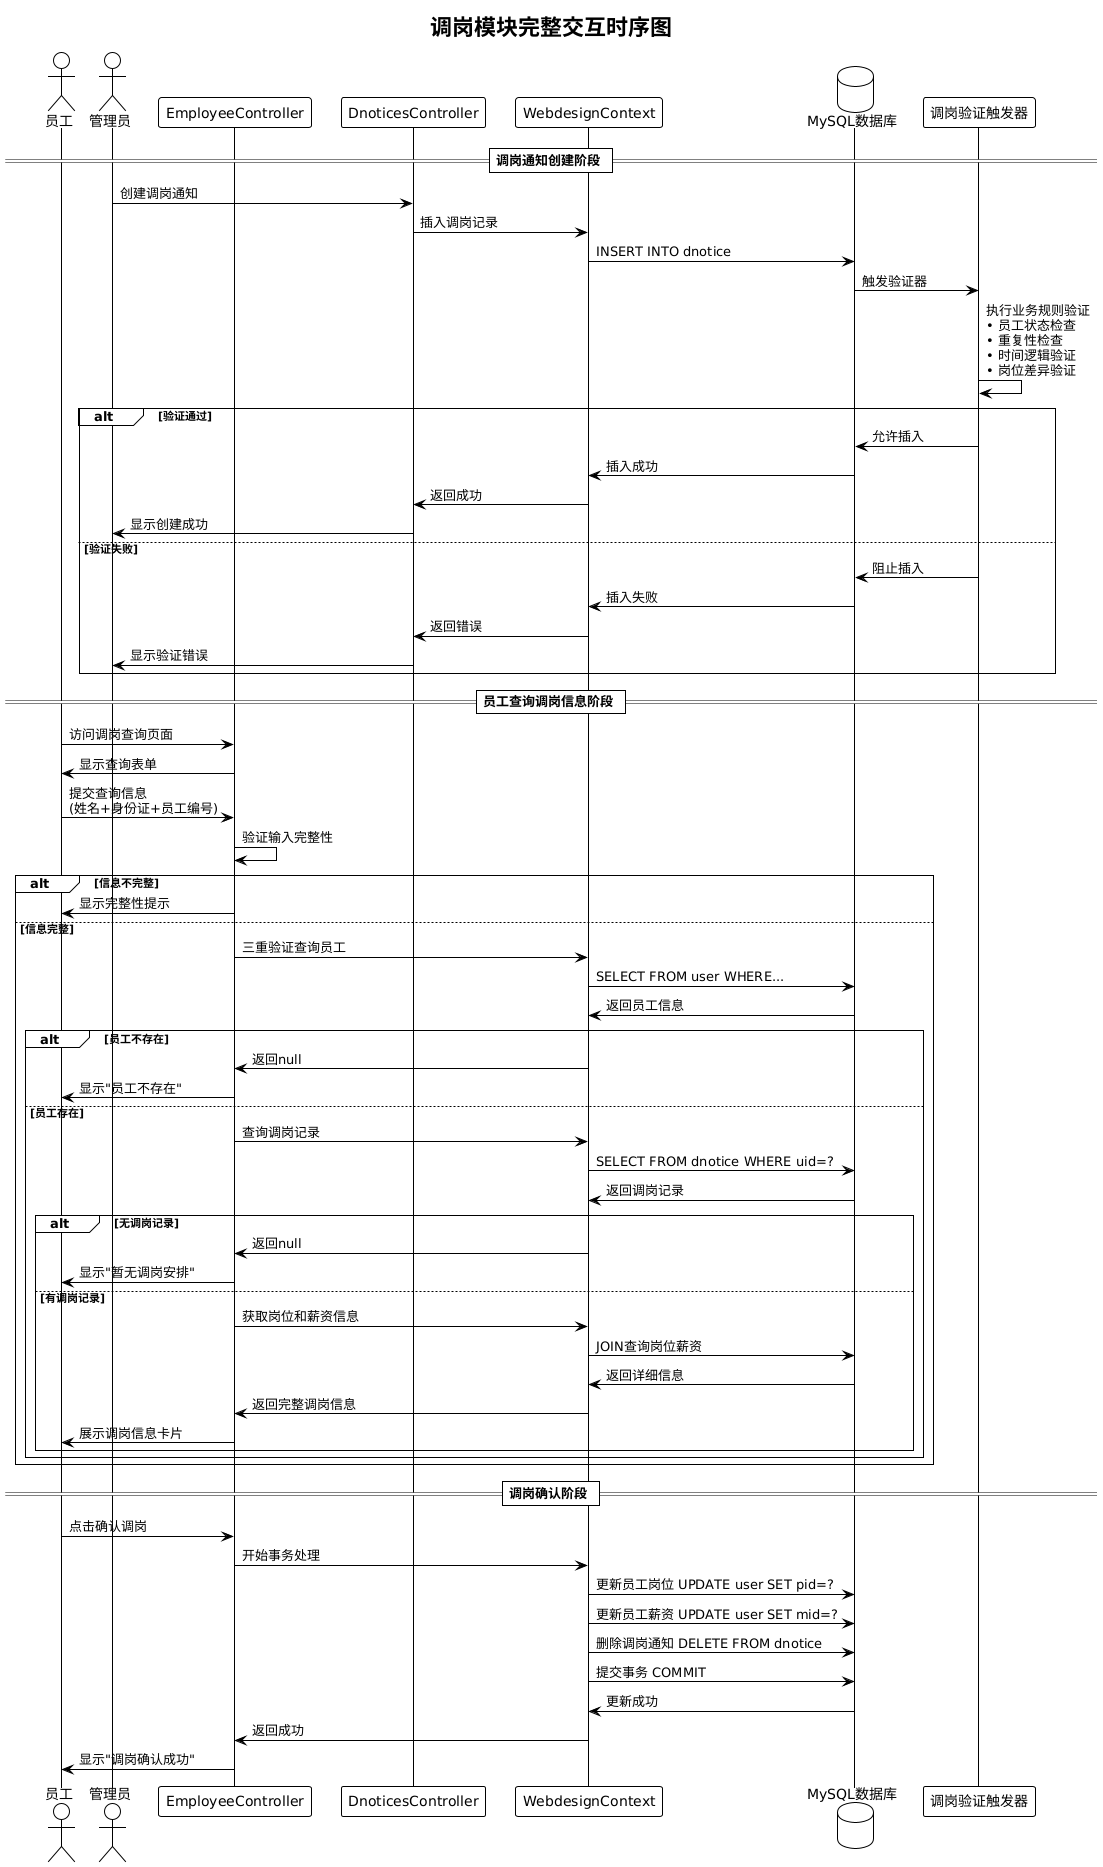 调岗模块完整交互时序图
员工
管理员
EmployeeController
DnoticesController
WebdesignContext
MySQL数据库
调岗验证触发器
调岗通知创建阶段
创建调岗通知
插入调岗记录
INSERT INTO dnotice
触发验证器
执行业务规则验证
• 员工状态检查
• 重复性检查
• 时间逻辑验证
• 岗位差异验证
alt [验证通过]
允许插入
插入成功
返回成功
显示创建成功
[验证失败]
阻止插入
插入失败
返回错误
显示验证错误
员工查询调岗信息阶段
访问调岗查询页面
显示查询表单
提交查询信息
(姓名+身份证+员工编号)
验证输入完整性
alt [信息不完整]
显示完整性提示
[信息完整]
三重验证查询员工
SELECT FROM user WHERE...
返回员工信息
alt [员工不存在]
返回null
显示"员工不存在"
[员工存在]
查询调岗记录
SELECT FROM dnotice WHERE uid=?
返回调岗记录
alt [无调岗记录]
返回null
显示"暂无调岗安排"
[有调岗记录]
获取岗位和薪资信息
JOIN查询岗位薪资
返回详细信息
返回完整调岗信息
展示调岗信息卡片
调岗确认阶段
点击确认调岗
开始事务处理
更新员工岗位 UPDATE user SET pid=?
更新员工薪资 UPDATE user SET mid=?
删除调岗通知 DELETE FROM dnotice
提交事务 COMMIT
更新成功
返回成功
显示"调岗确认成功"
员工
管理员
EmployeeController
DnoticesController
WebdesignContext
MySQL数据库
调岗验证触发器